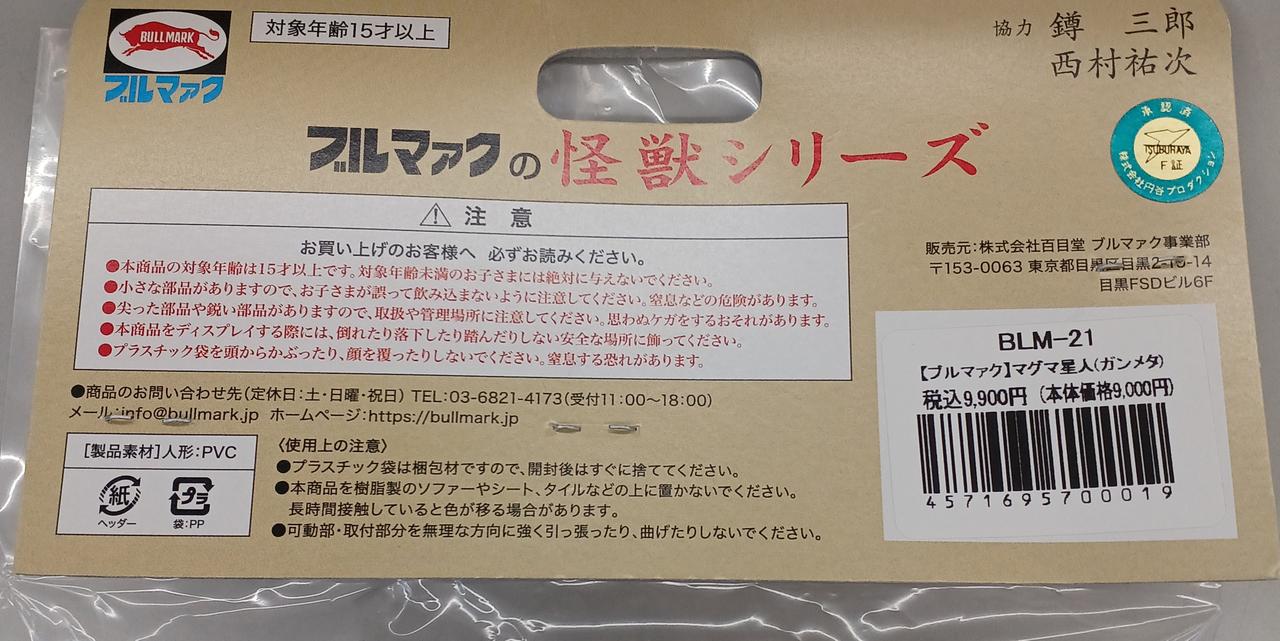 BULLMARK
ブルマァク
対象年齢15才以上
協力 鐏 三郎
西村祐次
承認済
TSUBURAYA
F 証
株式会社円谷プロダクション
ブルマァクの怪獣シリーズ
⚠ 注 意
お買い上げのお客様へ 必ずお読みください。
●本商品の対象年齢は15才以上です。対象年齢未満のお子さまには絶対に与えないでください。
●小さな部品がありますので、お子さまが誤って飲み込まないように注意してください。窒息などの危険があります。
●尖った部品や鋭い部品がありますので、取扱や管理場所に注意してください。思わぬケガをするおそれがあります。
●本商品をディスプレイする際には、倒れたり落下したり踏んだりしない安全な場所に飾ってください。
●プラスチック袋を頭からかぶったり、顔を覆ったりしないでください。窒息する恐れがあります。
販売元:株式会社百目堂 ブルマァク事業部
〒153-0063 東京都目黒区目黒2-10-14
目黒FSDビル6F
●商品のお問い合わせ先(定休日:土・日曜・祝日) TEL:03-6821-4173(受付11:00〜18:00)
メール:info@bullmark.jp ホームページ:https://bullmark.jp
[製品素材]人形:PVC
紙
ヘッダー
プラ
袋:PP
〈使用上の注意〉
●プラスチック袋は梱包材ですので、開封後はすぐに捨ててください。
●本商品を樹脂製のソファーやシート、タイルなどの上に置かないでください。
長時間接触していると色が移る場合があります。
●可動部・取付部分を無理な方向に強く引っ張ったり、曲げたりしないでください。
BLM-21
【ブルマァク】マグマ星人(ガンメタ)
税込9,900円 (本体価格9,000円)
4571695700019